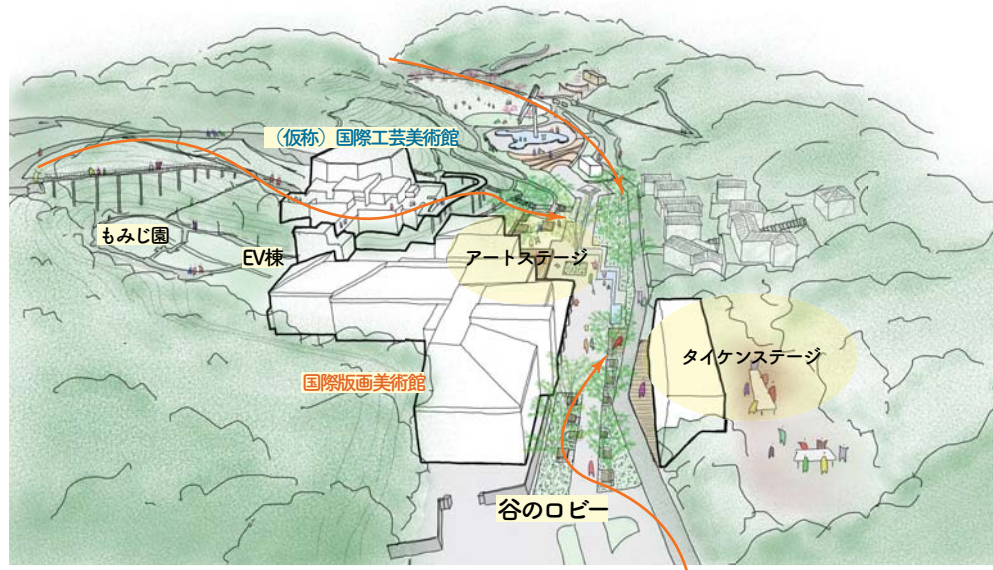 （仮称）国際工芸美術館
もみじ園
EV棟
アートステージ
タイケンステージ
国際版画美術館
谷のロビー